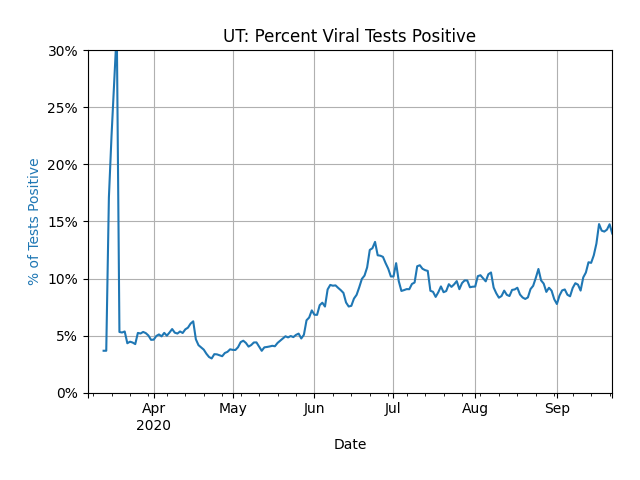 UT: Percent Viral Tests Positive
30%
25%
20%
15%
10%
5%
0%
% of Tests Positive
Apr
2020
May
Jun
Jul
Aug
Sep
Date